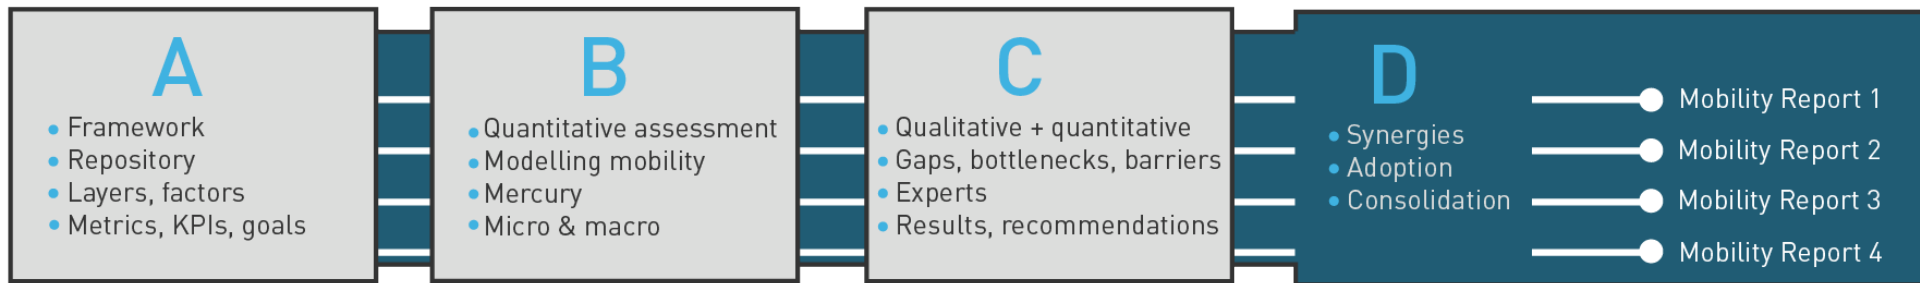 A
• Framework
• Repository
• Layers, factors
• Metrics, KPIs, goals
B
• Quantitative assessment
• Modelling mobility
• Mercury
• Micro & macro
C
• Qualitative + quantitative
• Gaps, bottlenecks, barriers
• Experts
• Results, recommendations
D
• Synergies
• Adoption
• Consolidation
Mobility Report 1
Mobility Report 2
Mobility Report 3
Mobility Report 4